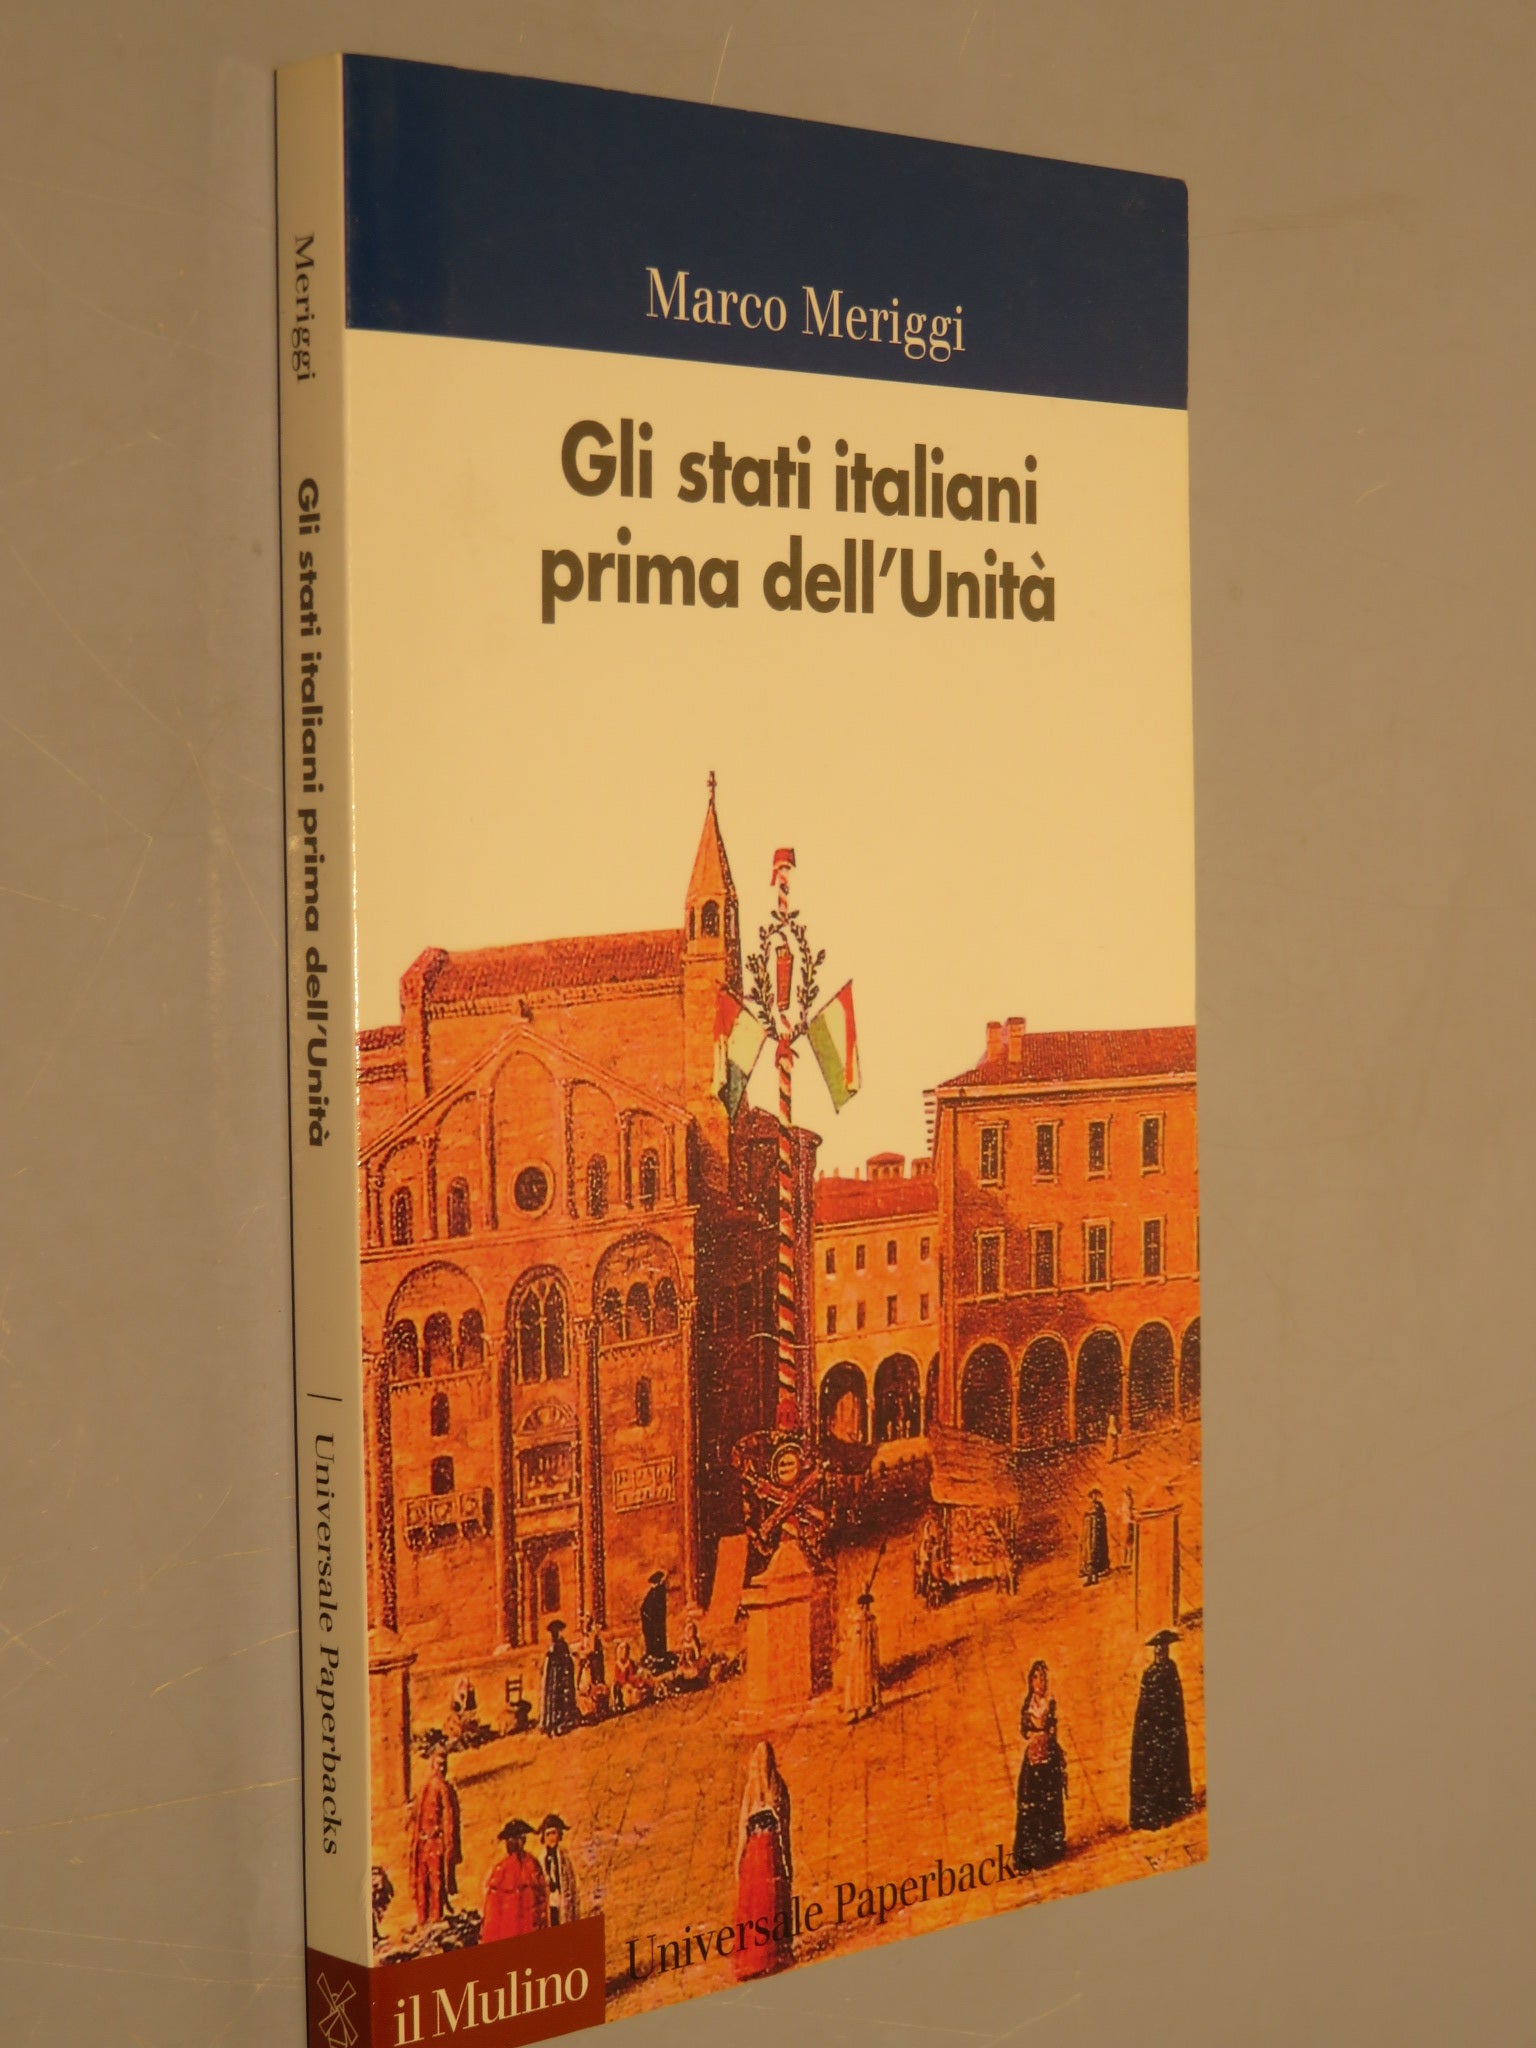 Marco Meriggi
Gli stati italiani
prima dell'Unità
Universale Paperbacks
il Mulino
Meriggi Gli stati italiani prima dell'Unità | Universale Paperbacks